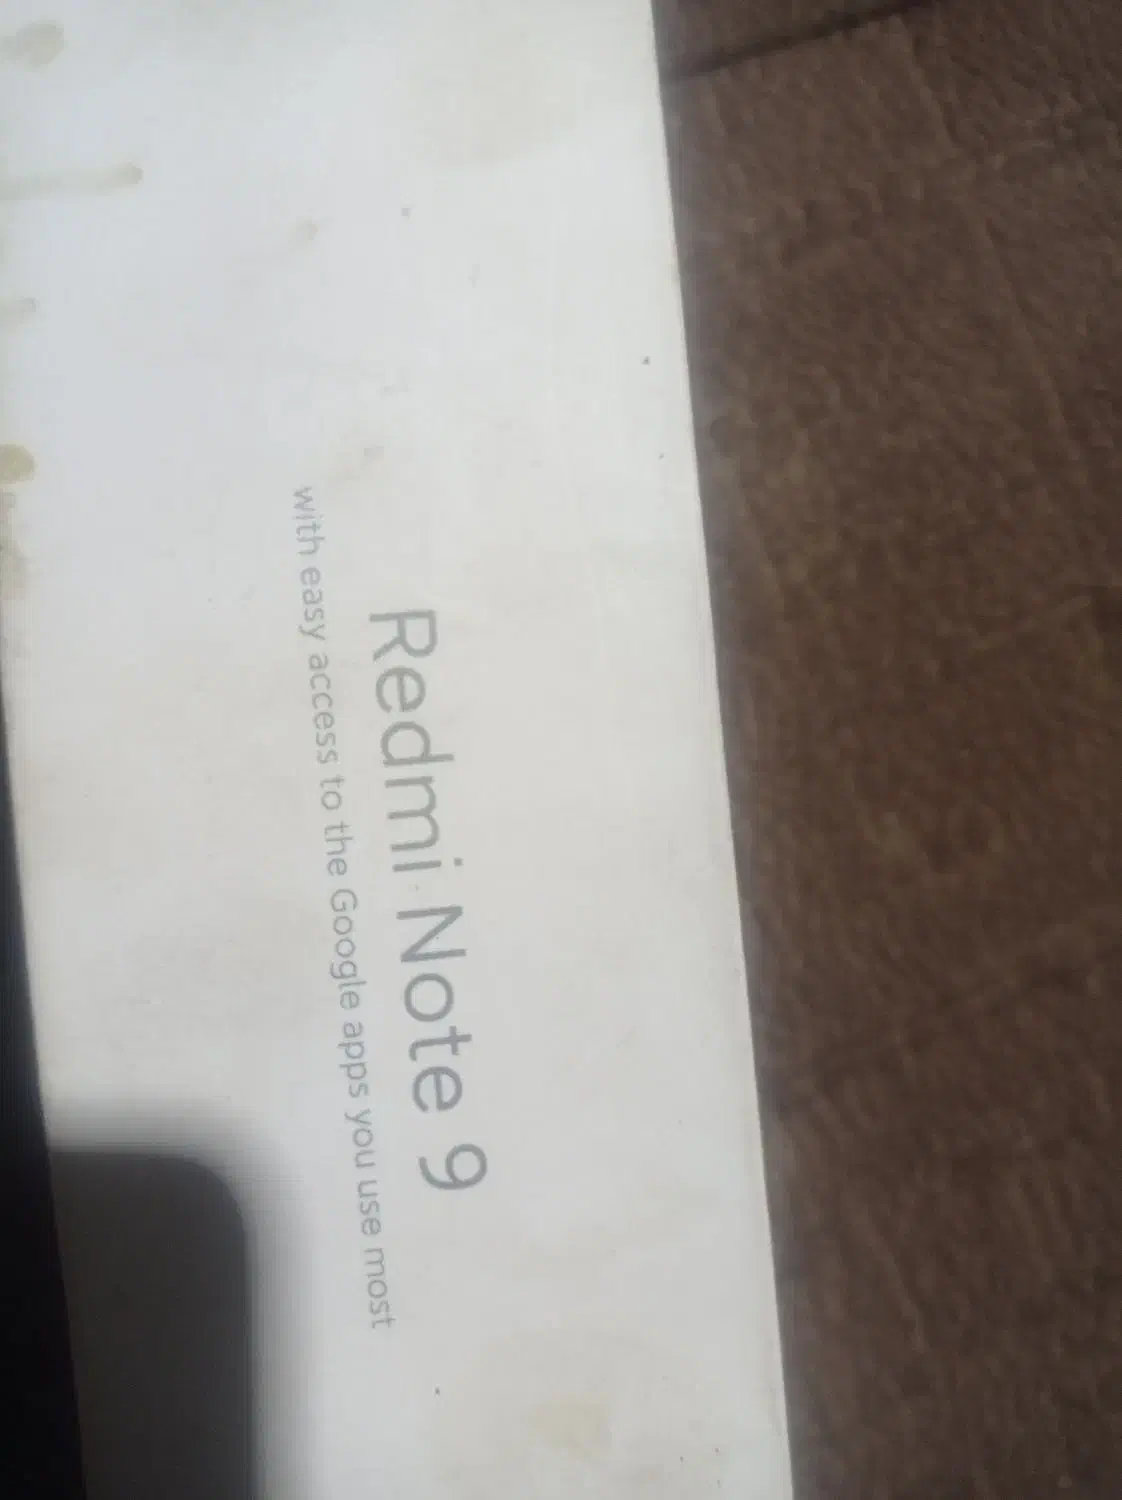 Redmi Note 9
with easy access to the Google apps you use most